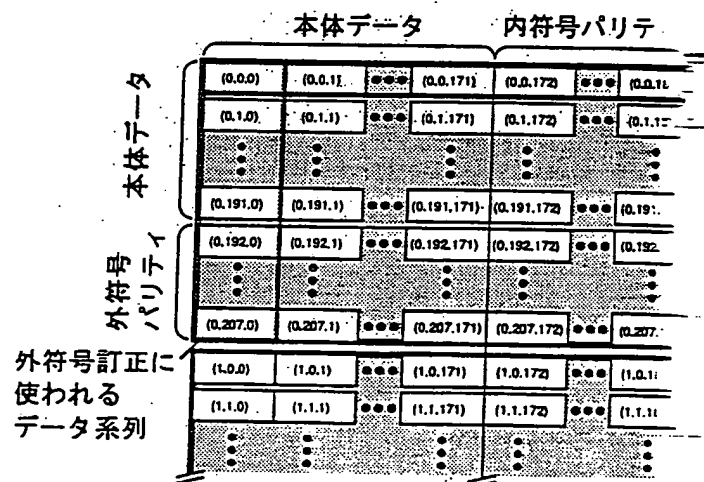 本体データ 内符号パリテ
本体データ
(0.0.0) (0.0.1) (0.0.171) (0.0.172)
(0.1.0) (0.1.1) (0.1.171) (0.1.172)
(0.191.0) (0.191.1) (0.191.171) (0.191.172) (0.191.
外符号
パリティ
(0.192.0) (0.192.1) (0.192.171) (0.192.172) (0.192
(0.207.0) (0.207.1) (0.207.171) (0.207.172) (0.207.
外符号訂正に
使われる
データ系列
(1.0.0) (1.0.1) (1.0.171) (1.0.172)
(1.1.0) (1.1.1) (1.1.171) (1.1.172)